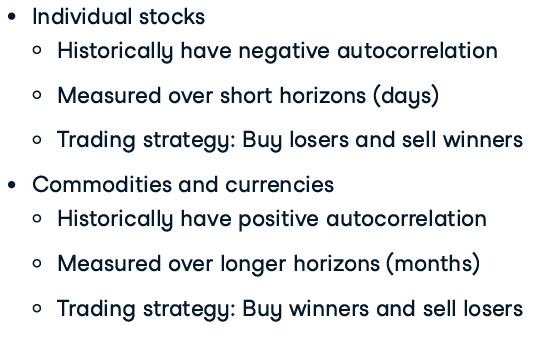 • Individual stocks
○ Historically have negative autocorrelation
○ Measured over short horizons (days)
○ Trading strategy: Buy losers and sell winners
• Commodities and currencies
○ Historically have positive autocorrelation
○ Measured over longer horizons (months)
○ Trading strategy: Buy winners and sell losers